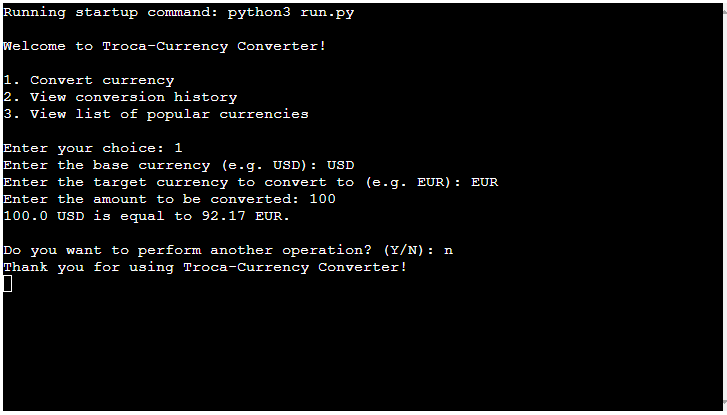 Running startup command: python3 run.py
Welcome to Troca-Currency Converter!
1. Convert currency
2. View conversion history
3. View list of popular currencies
Enter your choice: 1
Enter the base currency (e.g. USD): USD
Enter the target currency to convert to (e.g. EUR): EUR
Enter the amount to be converted: 100
100.0 USD is equal to 92.17 EUR.
Do you want to perform another operation? (Y/N): n
Thank you for using Troca-Currency Converter!